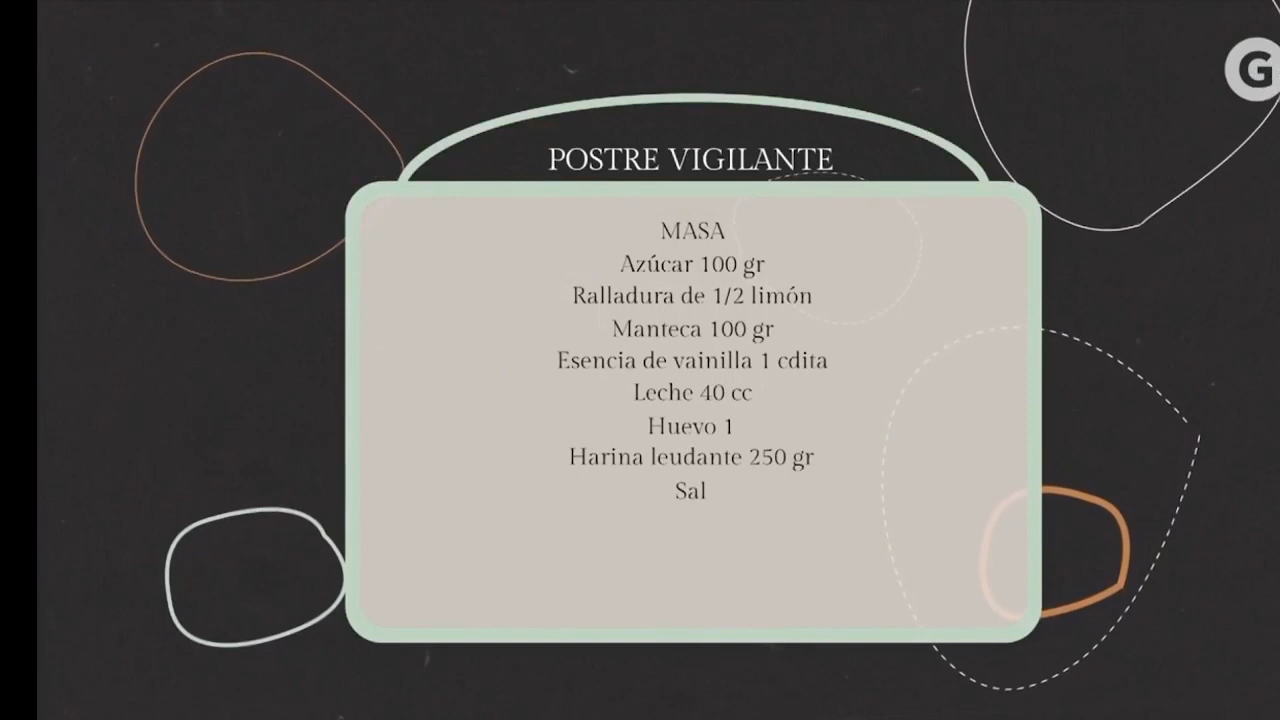 G
POSTRE VIGILANTE
MASA
Azúcar 100 gr
Ralladura de 1/2 limón
Manteca 100 gr
Esencia de vainilla 1 cdita
Leche 40 cc
Huevo 1
Harina leudante 250 gr
Sal